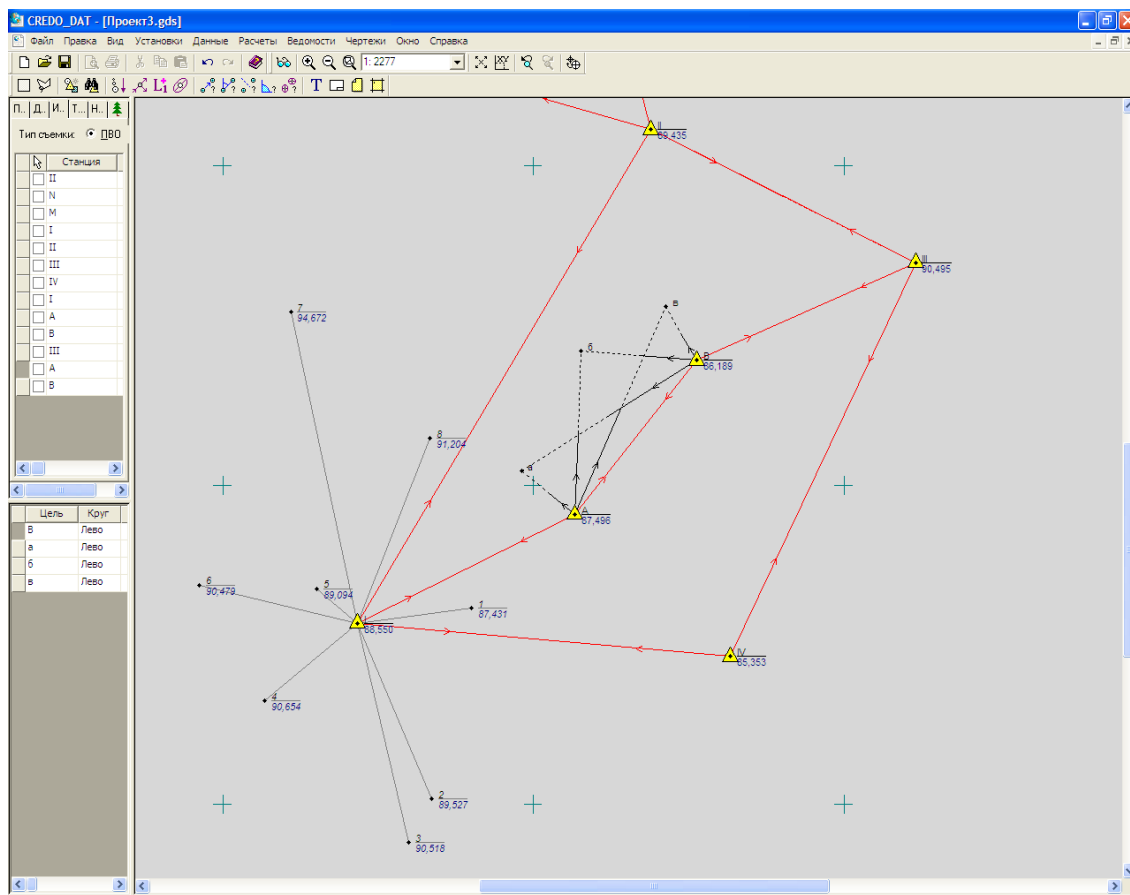 CREDO_DAT - [Проект3.gds]
Файл Правка Вид Установки Данные Расчеты Ведомости Чертежи Окно Справка
1: 2277
П.. Д.. И.. Т... Н..
Тип съемки: ПВО
Станция
II
N
M
I
II
III
IV
I
А
В
III
А
В
Цель Круг
В Лево
а Лево
б Лево
в Лево
II
89,435
III
90,495
7
94,672
в
б
В
86,189
8
91,204
а
А
87,496
6
90,479
5
89,094
1
87,431
88,550
IV
85,353
4
90,654
2
89,527
3
90,518